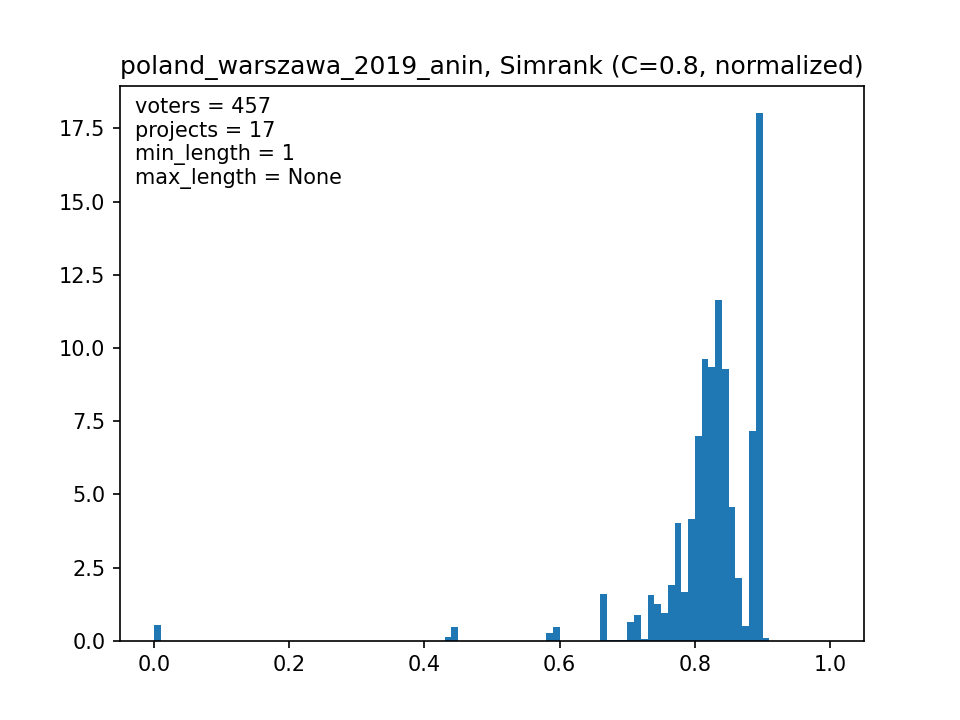 poland_warszawa_2019_anin, Simrank (C=0.8, normalized)
voters = 457
projects = 17
min_length = 1
max_length = None
17.5
15.0
12.5
10.0
7.5
5.0
2.5
0.0
0.0 0.2 0.4 0.6 0.8 1.0